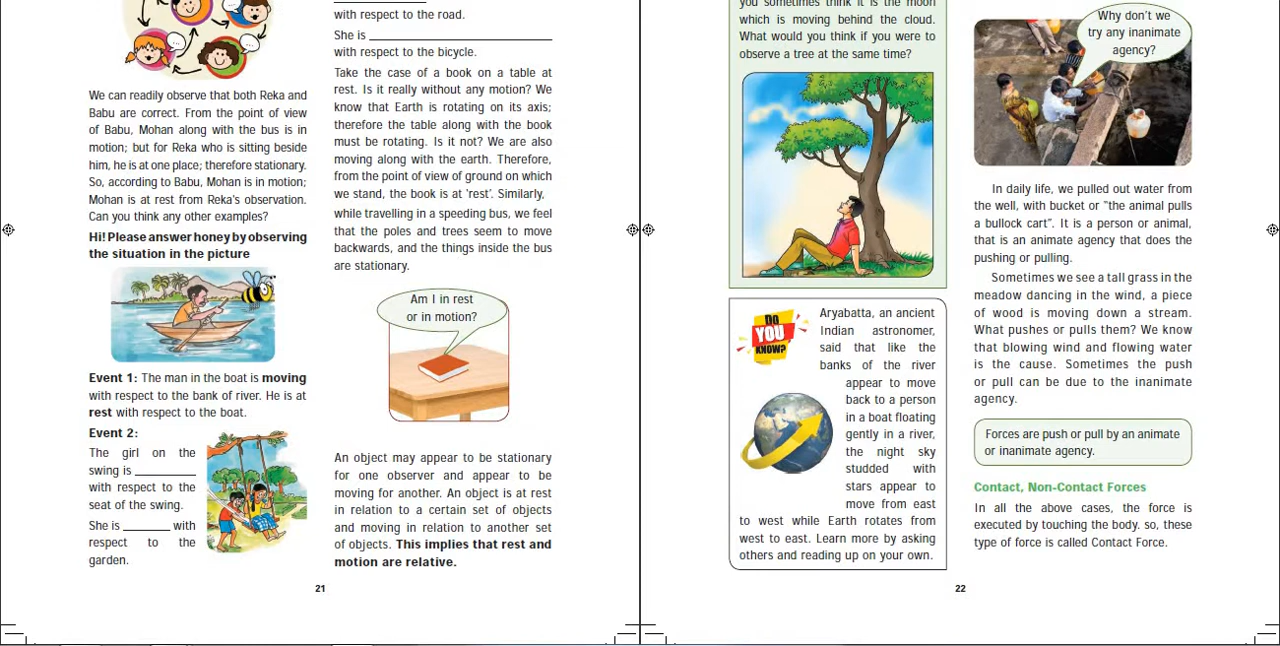 We can readily observe that both Reka and
Babu are correct. From the point of view
of Babu, Mohan along with the bus is in
motion; but for Reka who is sitting beside
him, he is at one place; therefore stationary.
So, according to Babu, Mohan is in motion;
Mohan is at rest from Reka's observation.
Can you think any other examples?
Hi! Please answer honey by observing
the situation in the picture
Event 1: The man in the boat is moving
with respect to the bank of river. He is at
rest with respect to the boat.
Event 2:
The girl on the
swing is __________
with respect to the
seat of the swing.
She is ________ with
respect to the
garden.
with respect to the road.
She is ______________________________
with respect to the bicycle.
Take the case of a book on a table at
rest. Is it really without any motion? We
know that Earth is rotating on its axis;
therefore the table along with the book
must be rotating. Is it not? We are also
moving along with the earth. Therefore,
from the point of view of ground on which
we stand, the book is at 'rest'. Similarly,
while travelling in a speeding bus, we feel
that the poles and trees seem to move
backwards, and the things inside the bus
are stationary.
Am I in rest
or in motion?
An object may appear to be stationary
for one observer and appear to be
moving for another. An object is at rest
in relation to a certain set of objects
and moving in relation to another set
of objects. This implies that rest and
motion are relative.
21
you sometimes think it is the moon
which is moving behind the cloud.
What would you think if you were to
observe a tree at the same time?
DO
YOU
KNOW?
Aryabatta, an ancient
Indian astronomer,
said that like the
banks of the river
appear to move
back to a person
in a boat floating
gently in a river,
the night sky
studded with
stars appear to
move from east
to west while Earth rotates from
west to east. Learn more by asking
others and reading up on your own.
Why don't we
try any inanimate
agency?
In daily life, we pulled out water from
the well, with bucket or "the animal pulls
a bullock cart". It is a person or animal,
that is an animate agency that does the
pushing or pulling.
Sometimes we see a tall grass in the
meadow dancing in the wind, a piece
of wood is moving down a stream.
What pushes or pulls them? We know
that blowing wind and flowing water
is the cause. Sometimes the push
or pull can be due to the inanimate
agency.
Forces are push or pull by an animate
or inanimate agency.
Contact, Non-Contact Forces
In all the above cases, the force is
executed by touching the body. so, these
type of force is called Contact Force.
22